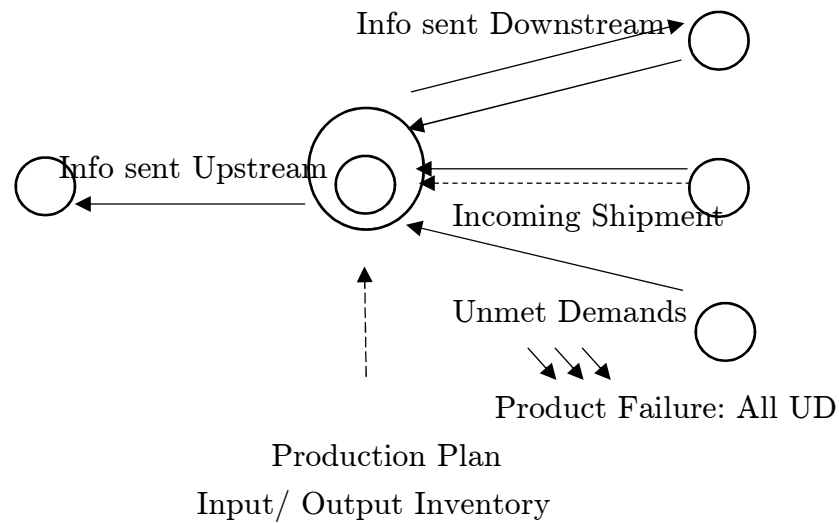 Info sent Downstream
Info sent Upstream
Incoming Shipment
Unmet Demands
Product Failure: All UD
Production Plan
Input/ Output Inventory